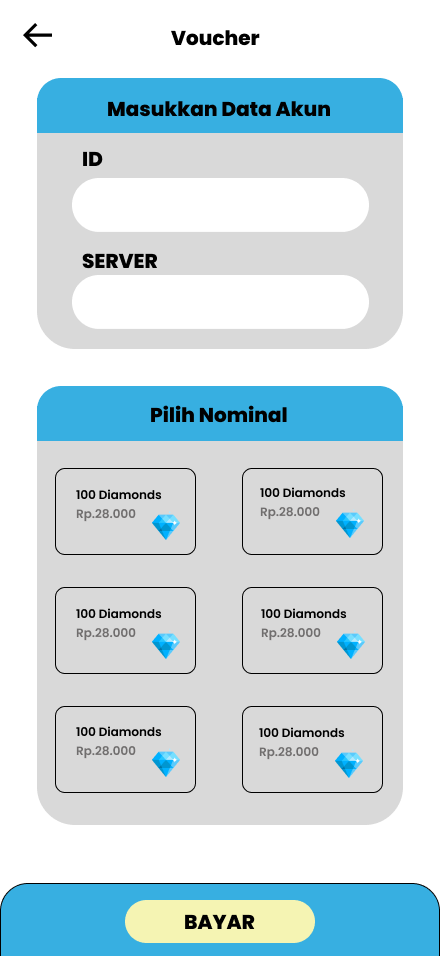 Voucher
Masukkan Data Akun
ID
SERVER
Pilih Nominal
100 Diamonds
Rp.28.000
100 Diamonds
Rp.28.000
100 Diamonds
Rp.28.000
100 Diamonds
Rp.28.000
100 Diamonds
Rp.28.000
100 Diamonds
Rp.28.000
BAYAR